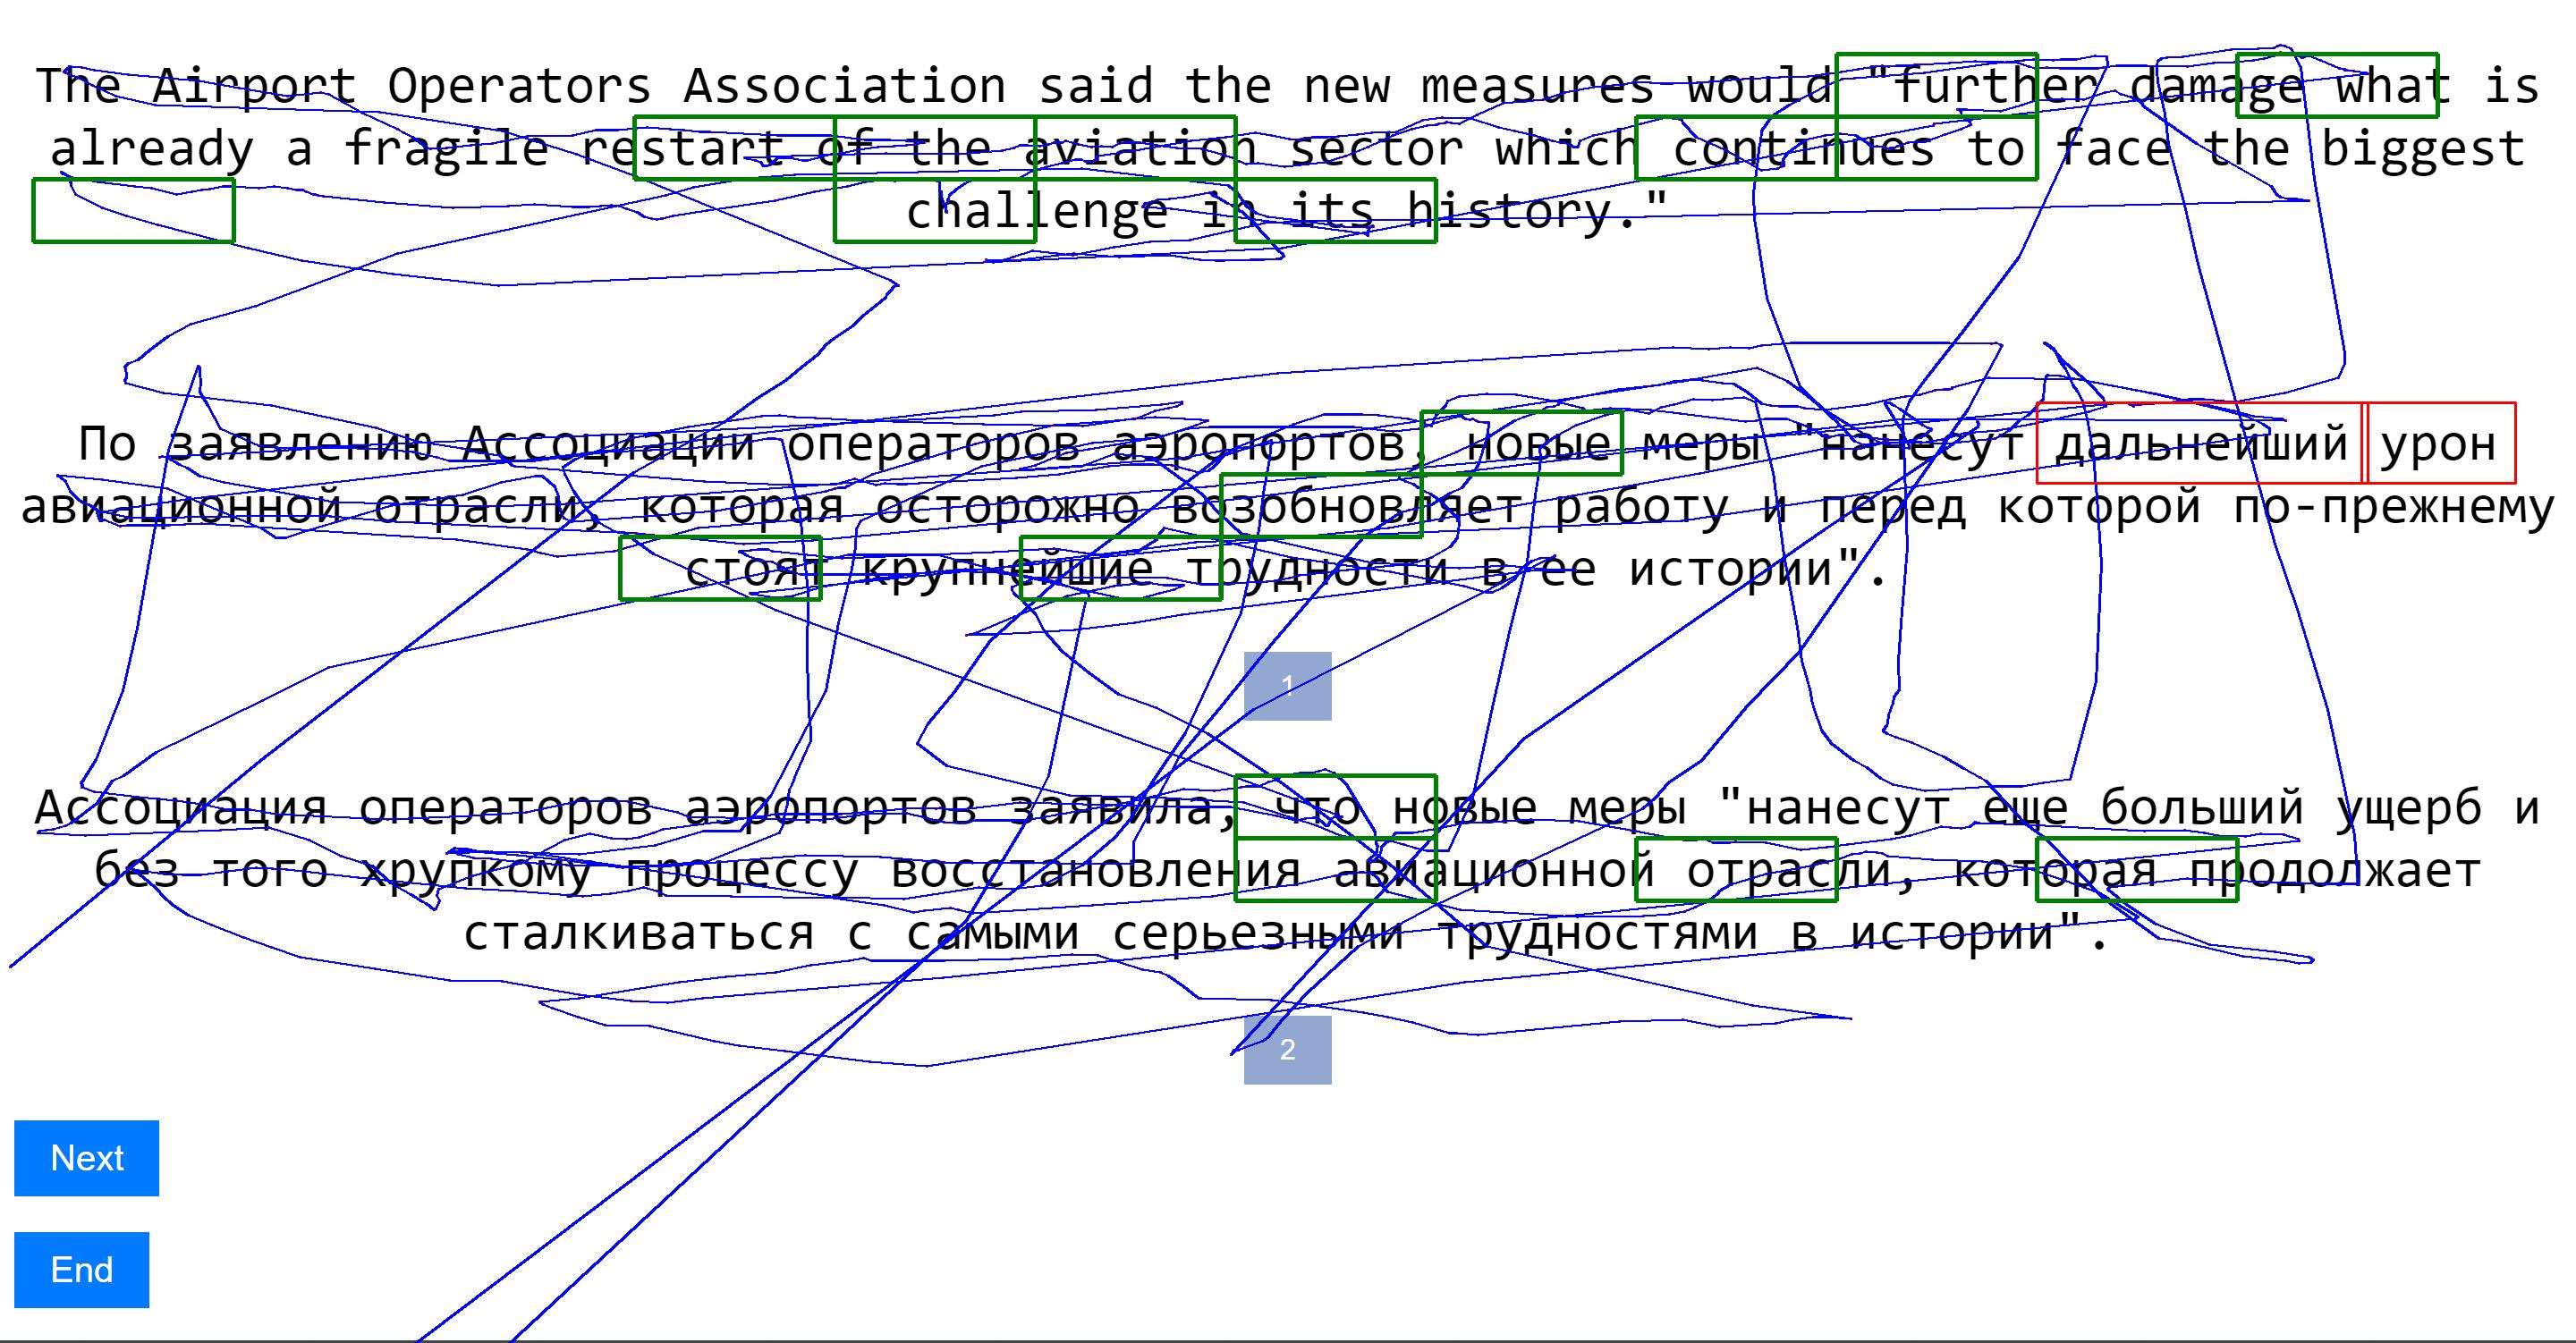 The Airport Operators Association said the new measures would "further damage what is
already a fragile restart of the aviation sector which continues to face the biggest
challenge in its history."
По заявлению Ассоциации операторов аэропортов, новые меры "нанесут дальнейший урон
авиационной отрасли, которая осторожно возобновляет работу и перед которой по-прежнему
стоят крупнейшие трудности в ее истории".
1
Ассоциация операторов аэропортов заявила, что новые меры "нанесут еще больший ущерб и
без того хрупкому процессу восстановления авиационной отрасли, которая продолжает
сталкиваться с самыми серьезными трудностями в истории".
2
Next
End